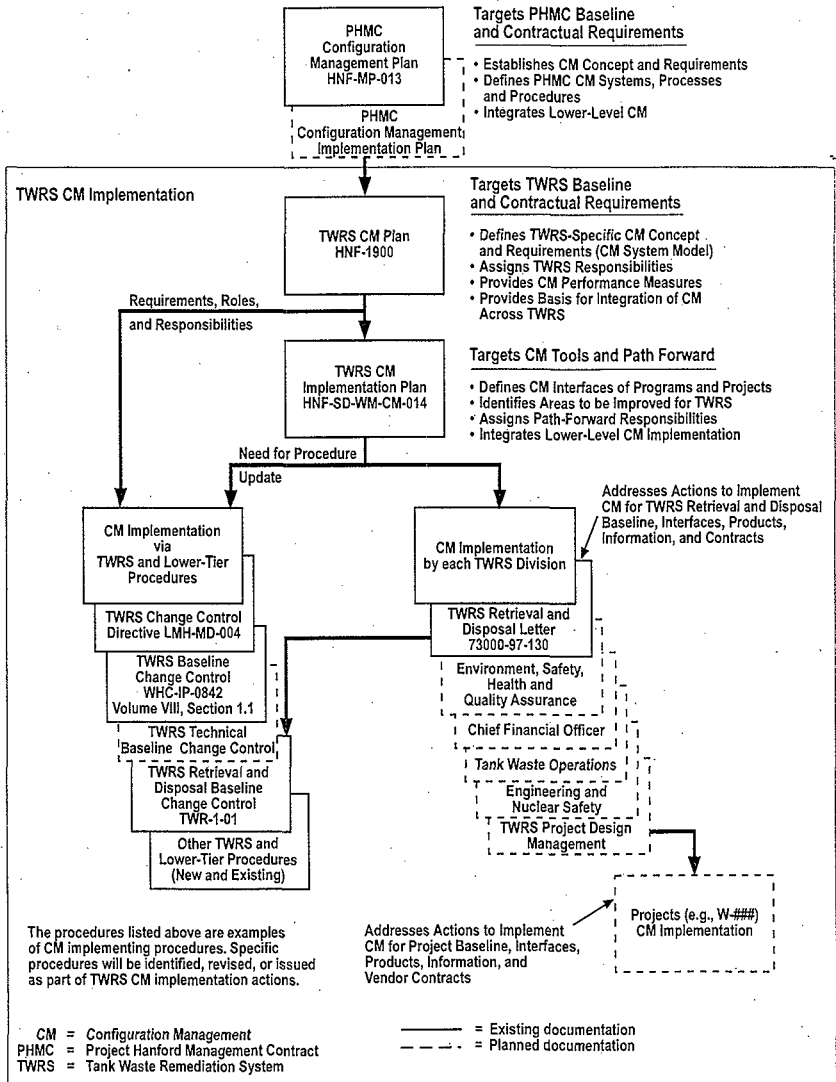 PHMC
Configuration
Management Plan
HNF-MP-013
PHMC
Configuration Management
Implementation Plan
Targets PHMC Baseline
and Contractual Requirements
• Establishes CM Concept and Requirements
• Defines PHMC CM Systems, Processes
and Procedures
• Integrates Lower-Level CM
TWRS CM Implementation
TWRS CM Plan
HNF-1900
Targets TWRS Baseline
and Contractual Requirements
• Defines TWRS-Specific CM Concept
and Requirements (CM System Model)
• Assigns TWRS Responsibilities
• Provides CM Performance Measures
• Provides Basis for Integration of CM
Across TWRS
Requirements, Roles,
and Responsibilities
TWRS CM
Implementation Plan
HNF-SD-WM-CM-014
Targets CM Tools and Path Forward
• Defines CM Interfaces of Programs and Projects
• Identifies Areas to be Improved for TWRS
• Assigns Path-Forward Responsibilities
• Integrates Lower-Level CM Implementation
Need for Procedure
Update
CM Implementation
via
TWRS and Lower-Tier
Procedures
TWRS Change Control
Directive LMH-MD-004
TWRS Baseline
Change Control
WHC-IP-0842
Volume VIII, Section 1.1
TWRS Technical
Baseline Change Control
TWRS Retrieval and
Disposal Baseline
Change Control
TWR-1-01
Other TWRS and
Lower-Tier Procedures
(New and Existing)
CM Implementation
by each TWRS Division
TWRS Retrieval and
Disposal Letter
73000-97-130
Environment, Safety,
Health and
Quality Assurance
Chief Financial Officer
Tank Waste Operations
Engineering and
Nuclear Safety
TWRS Project Design
Management
Addresses Actions to Implement
CM for TWRS Retrieval and Disposal
Baseline, Interfaces, Products,
Information, and Contracts
Projects (e.g., W-###)
CM Implementation
Addresses Actions to Implement
CM for Project Baseline, Interfaces,
Products, Information, and
Vendor Contracts
The procedures listed above are examples
of CM implementing procedures. Specific
procedures will be identified, revised, or issued
as part of TWRS CM implementation actions.
CM = Configuration Management
PHMC = Project Hanford Management Contract
TWRS = Tank Waste Remediation System
= Existing documentation
= Planned documentation